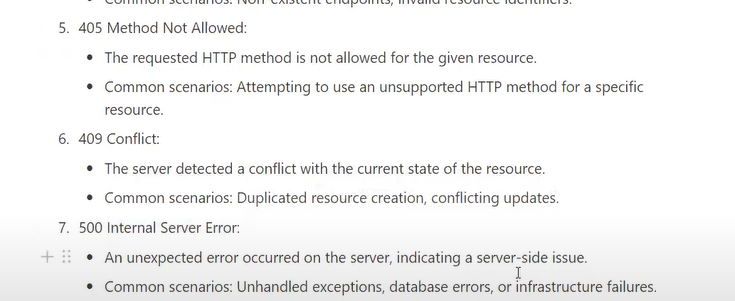 Common scenarios: Non-existent endpoints, invalid resource identifiers.
5. 405 Method Not Allowed:
• The requested HTTP method is not allowed for the given resource.
• Common scenarios: Attempting to use an unsupported HTTP method for a specific
resource.
6. 409 Conflict:
• The server detected a conflict with the current state of the resource.
• Common scenarios: Duplicated resource creation, conflicting updates.
7. 500 Internal Server Error:
• An unexpected error occurred on the server, indicating a server-side issue.
• Common scenarios: Unhandled exceptions, database errors, or infrastructure failures.